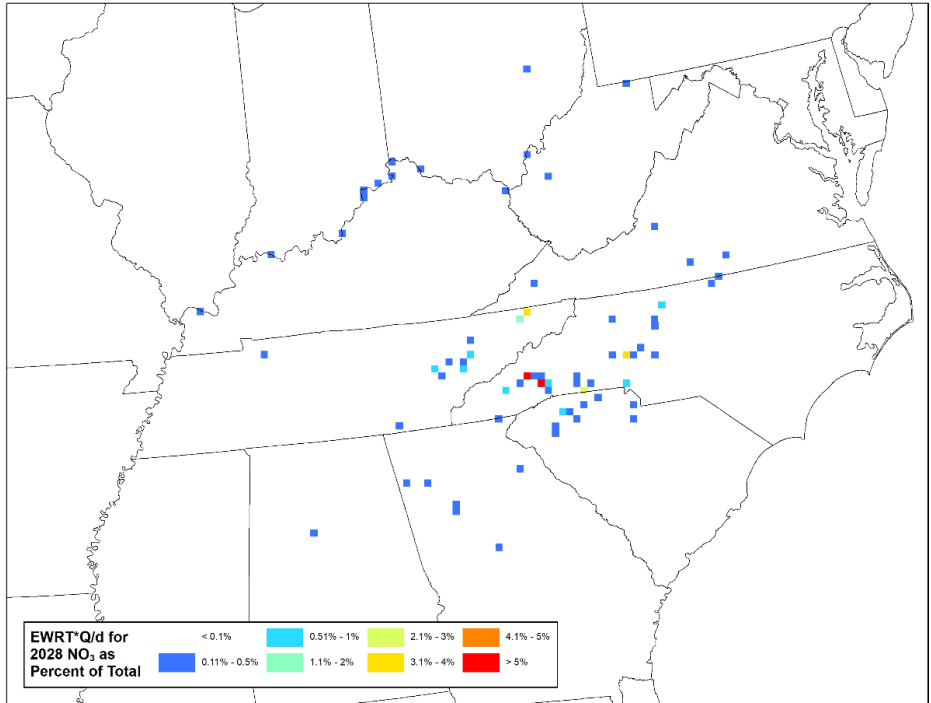 EWRT*Q/d for
2028 NO₃ as
Percent of Total
< 0.1%
0.51% - 1%
2.1% - 3%
4.1% - 5%
0.11% - 0.5%
1.1% - 2%
3.1% - 4%
> 5%